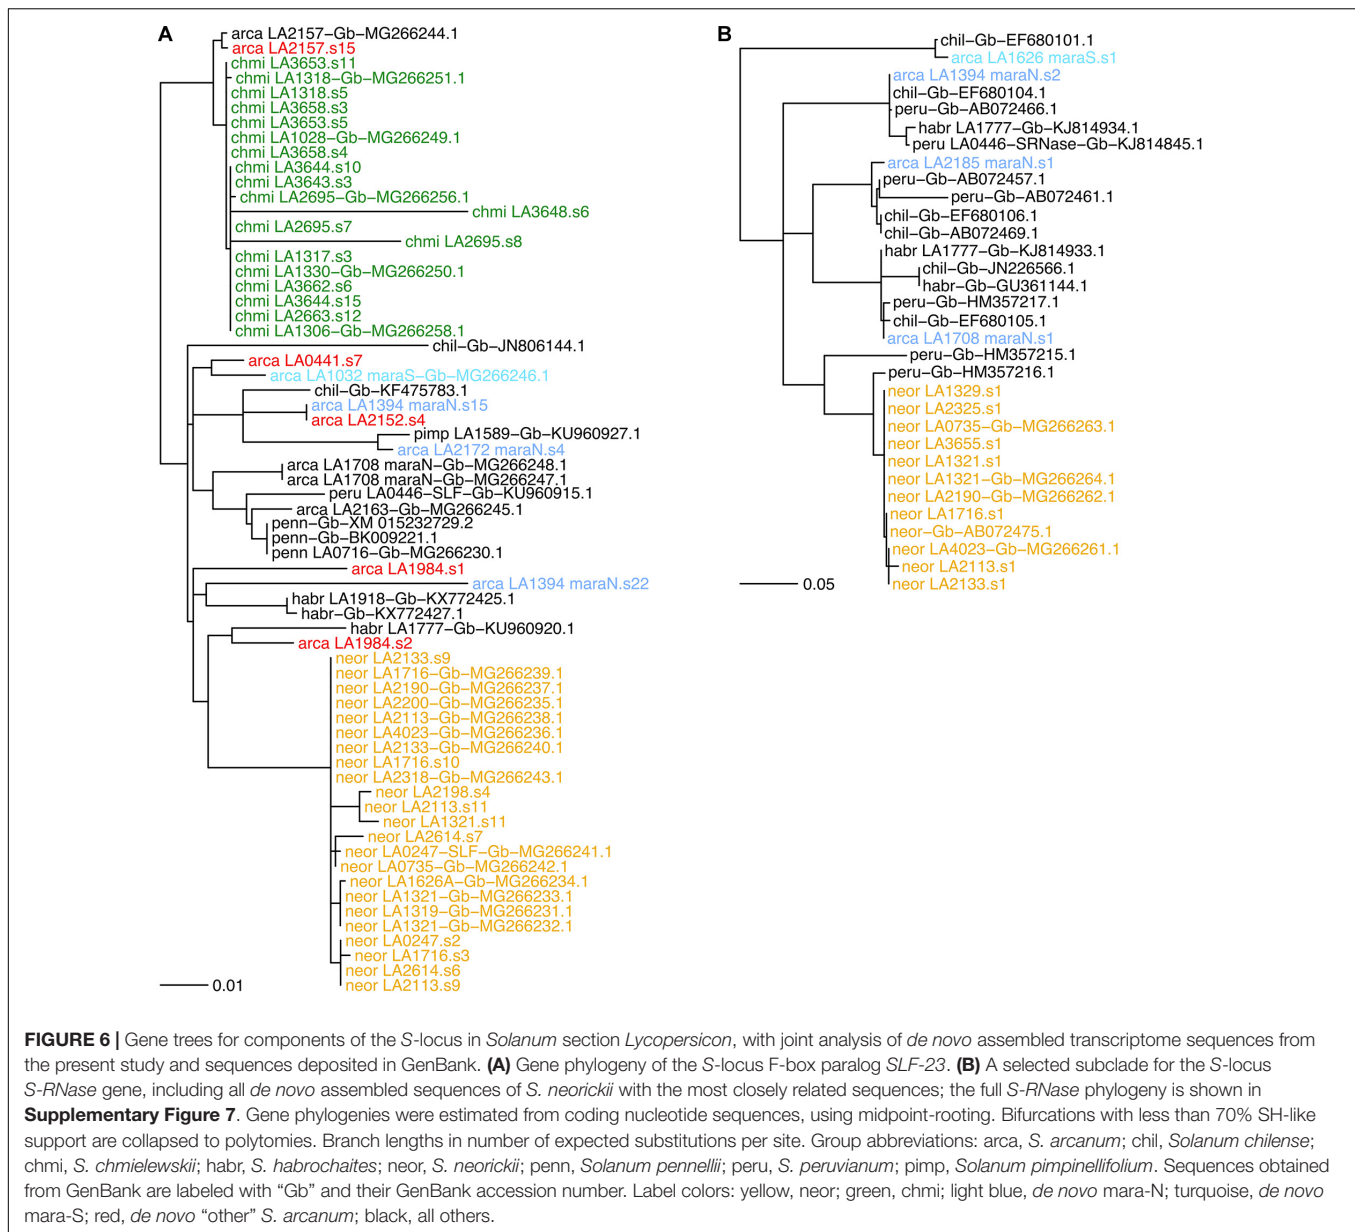 A
arca LA2157–Gb–MG266244.1
arca LA2157.s15
chmi LA3653.s11
chmi LA1318–Gb–MG266251.1
chmi LA1318.s5
chmi LA3658.s3
chmi LA3653.s5
chmi LA1028–Gb–MG266249.1
chmi LA3658.s4
chmi LA3644.s10
chmi LA3643.s3
chmi LA2695–Gb–MG266256.1
chmi LA3648.s6
chmi LA2695.s7
chmi LA2695.s8
chmi LA1317.s3
chmi LA1330–Gb–MG266250.1
chmi LA3662.s6
chmi LA3644.s15
chmi LA2663.s12
chmi LA1306–Gb–MG266258.1
chil–Gb–JN806144.1
arca LA0441.s7
arca LA1032 maraS–Gb–MG266246.1
chil–Gb–KF475783.1
arca LA1394 maraN.s15
arca LA2152.s4
pimp LA1589–Gb–KU960927.1
arca LA2172 maraN.s4
arca LA1708 maraN–Gb–MG266248.1
arca LA1708 maraN–Gb–MG266247.1
peru LA0446–SLF–Gb–KU960915.1
arca LA2163–Gb–MG266245.1
penn–Gb–XM 015232729.2
penn–Gb–BK009221.1
penn LA0716–Gb–MG266230.1
arca LA1984.s1
arca LA1394 maraN.s22
habr LA1918–Gb–KX772425.1
habr–Gb–KX772427.1
habr LA1777–Gb–KU960920.1
arca LA1984.s2
neor LA2133.s9
neor LA1716–Gb–MG266239.1
neor LA2190–Gb–MG266237.1
neor LA2200–Gb–MG266235.1
neor LA2113–Gb–MG266238.1
neor LA4023–Gb–MG266236.1
neor LA2133–Gb–MG266240.1
neor LA1716.s10
neor LA2318–Gb–MG266243.1
neor LA2198.s4
neor LA2113.s11
neor LA1321.s11
neor LA2614.s7
neor LA0247–SLF–Gb–MG266241.1
neor LA0735–Gb–MG266242.1
neor LA1626A–Gb–MG266234.1
neor LA1321–Gb–MG266233.1
neor LA1319–Gb–MG266231.1
neor LA1321–Gb–MG266232.1
neor LA0247.s2
neor LA1716.s3
neor LA2614.s6
neor LA2113.s9
0.01
B
chil–Gb–EF680101.1
arca LA1626 maraS.s1
arca LA1394 maraN.s2
chil–Gb–EF680104.1
peru–Gb–AB072466.1
habr LA1777–Gb–KJ814934.1
peru LA0446–SRNase–Gb–KJ814845.1
arca LA2185 maraN.s1
peru–Gb–AB072457.1
peru–Gb–AB072461.1
chil–Gb–EF680106.1
chil–Gb–AB072469.1
habr LA1777–Gb–KJ814933.1
chil–Gb–JN226566.1
habr–Gb–GU361144.1
peru–Gb–HM357217.1
chil–Gb–EF680105.1
arca LA1708 maraN.s1
peru–Gb–HM357215.1
peru–Gb–HM357216.1
neor LA1329.s1
neor LA2325.s1
neor LA0735–Gb–MG266263.1
neor LA3655.s1
neor LA1321.s1
neor LA1321–Gb–MG266264.1
neor LA2190–Gb–MG266262.1
neor LA1716.s1
neor–Gb–AB072475.1
neor LA4023–Gb–MG266261.1
neor LA2113.s1
neor LA2133.s1
0.05
FIGURE 6 | Gene trees for components of the S-locus in Solanum section Lycopersicon, with joint analysis of de novo assembled transcriptome sequences from
the present study and sequences deposited in GenBank. (A) Gene phylogeny of the S-locus F-box paralog SLF-23. (B) A selected subclade for the S-locus
S-RNase gene, including all de novo assembled sequences of S. neorickii with the most closely related sequences; the full S-RNase phylogeny is shown in
Supplementary Figure 7. Gene phylogenies were estimated from coding nucleotide sequences, using midpoint-rooting. Bifurcations with less than 70% SH-like
support are collapsed to polytomies. Branch lengths in number of expected substitutions per site. Group abbreviations: arca, S. arcanum; chil, Solanum chilense;
chmi, S. chmielewskii; habr, S. habrochaites; neor, S. neorickii; penn, Solanum pennellii; peru, S. peruvianum; pimp, Solanum pimpinellifolium. Sequences obtained
from GenBank are labeled with “Gb” and their GenBank accession number. Label colors: yellow, neor; green, chmi; light blue, de novo mara-N; turquoise, de novo
mara-S; red, de novo “other” S. arcanum; black, all others.